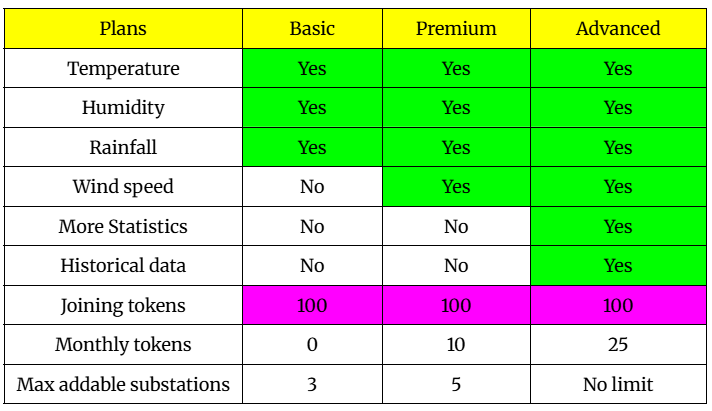 Plans Basic Premium Advanced
Temperature Yes Yes Yes
Humidity Yes Yes Yes
Rainfall Yes Yes Yes
Wind speed No Yes Yes
More Statistics No No Yes
Historical data No No Yes
Joining tokens 100 100 100
Monthly tokens 0 10 25
Max addable substations 3 5 No limit